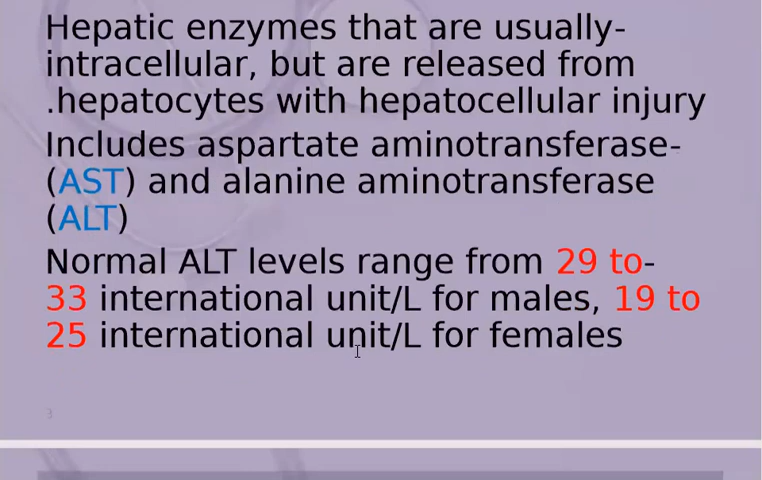 Hepatic enzymes that are usually-
intracellular, but are released from
.hepatocytes with hepatocellular injury
Includes aspartate aminotransferase-
(AST) and alanine aminotransferase
(ALT)
Normal ALT levels range from 29 to-
33 international unit/L for males, 19 to
25 international unit/L for females
3